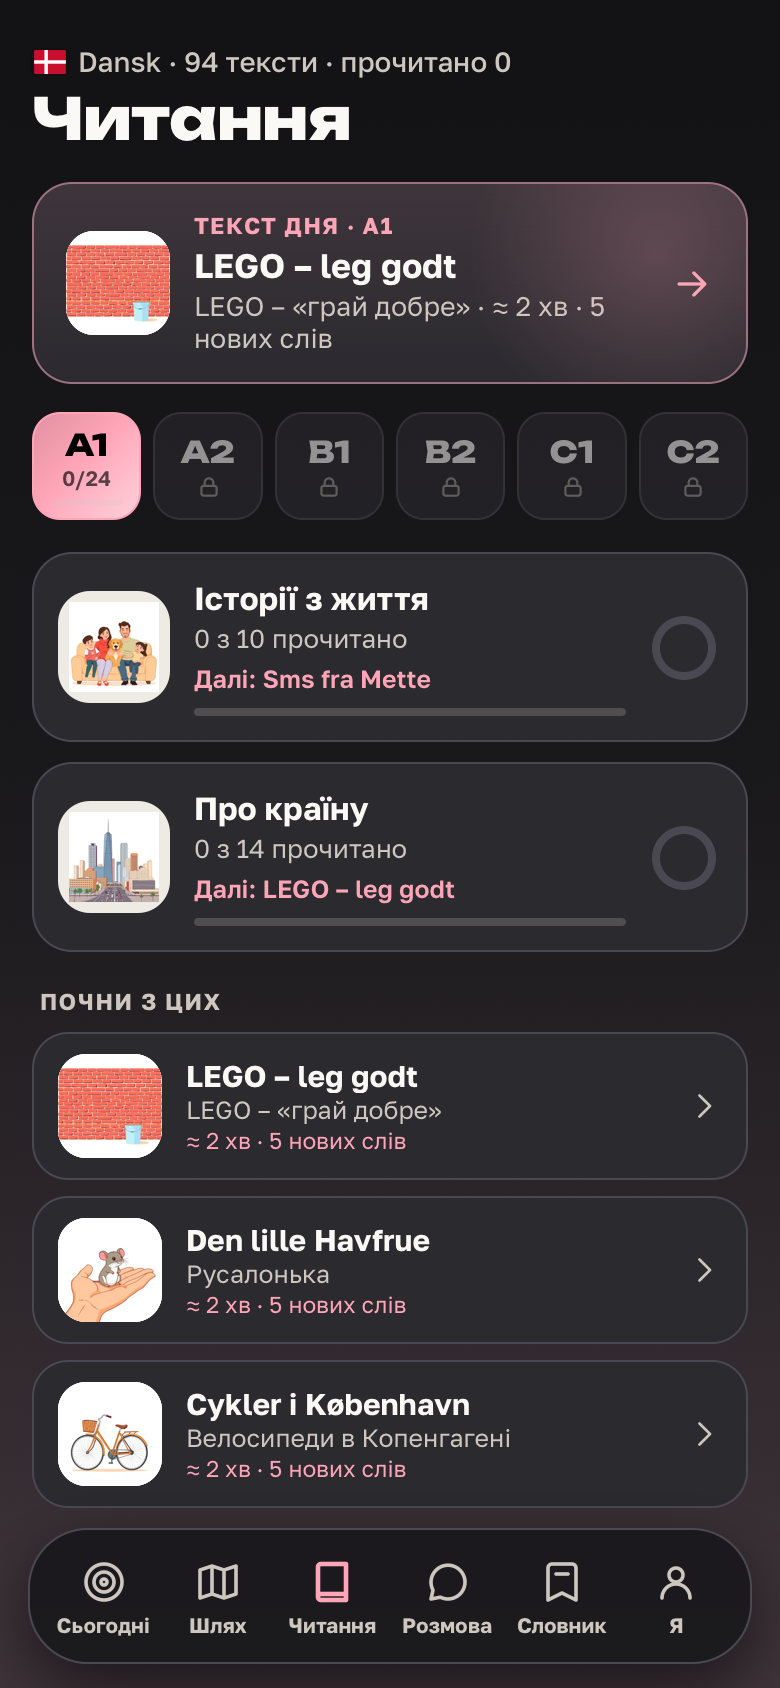 Dansk · 94 тексти · прочитано 0
Читання
ТЕКСТ ДНЯ · A1
LEGO – leg godt
LEGO – «грай добре» · ≈ 2 хв · 5
нових слів
A1
0/24
A2
B1
B2
C1
C2
Історії з життя
0 з 10 прочитано
Далі: Sms fra Mette
Про країну
0 з 14 прочитано
Далі: LEGO – leg godt
ПОЧНИ З ЦИХ
LEGO – leg godt
LEGO – «грай добре»
≈ 2 хв · 5 нових слів
Den lille Havfrue
Русалонька
≈ 2 хв · 5 нових слів
Cykler i København
Велосипеди в Копенгагені
≈ 2 хв · 5 нових слів
Сьогодні
Шлях
Читання
Розмова
Словник
Я